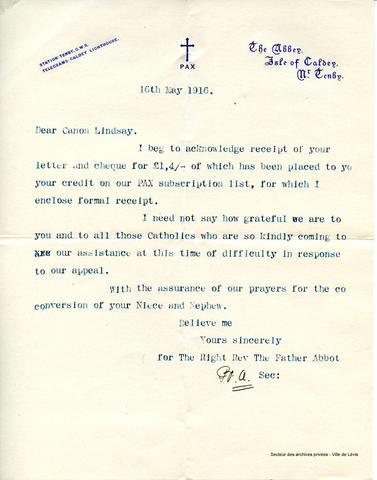 STATION: TENBY, G.W.R.
TELEGRAMS: CALDEY LIGHTHOUSE.
PAX
The Abbey,
Isle of Caldey,
Nr Tenby.
16th May 1916.
Dear Canon Lindsay.
I beg to acknowledge receipt of your
letter and cheque for £1,4/- of which has been placed to yo
your credit on our PAX subscription list, for which I
enclose formal receipt.
I need not say how grateful we are to
you and to all those Catholics who are so kindly coming to
our assistance at this time of difficulty in response
to our appeal.
With the assurance of our prayers for the co
conversion of your Niece and Nephew.
Believe me
Yours sincerely
for The Right Rev The Father Abbot
Sec:
Secteur des archives privées - Ville de Lévis